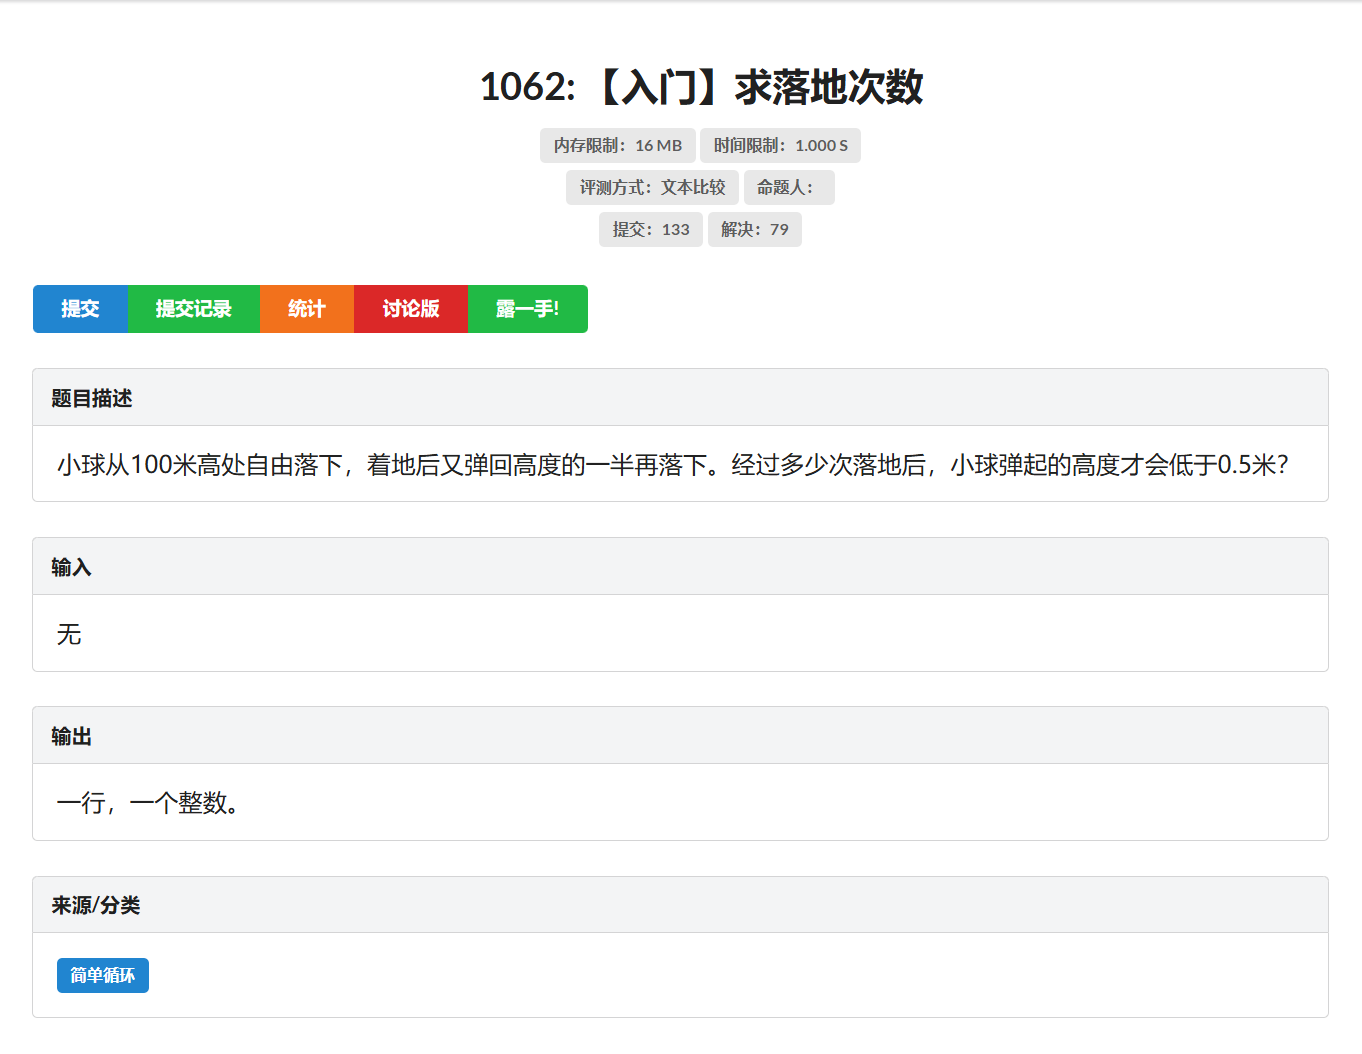 1062: 【入门】求落地次数
内存限制：16 MB 时间限制：1.000 S
评测方式：文本比较 命题人：
提交：133 解决：79
提交 提交记录 统计 讨论版 露一手!
题目描述
小球从100米高处自由落下，着地后又弹回高度的一半再落下。经过多少次落地后，小球弹起的高度才会低于0.5米？
输入
无
输出
一行，一个整数。
来源/分类
简单循环